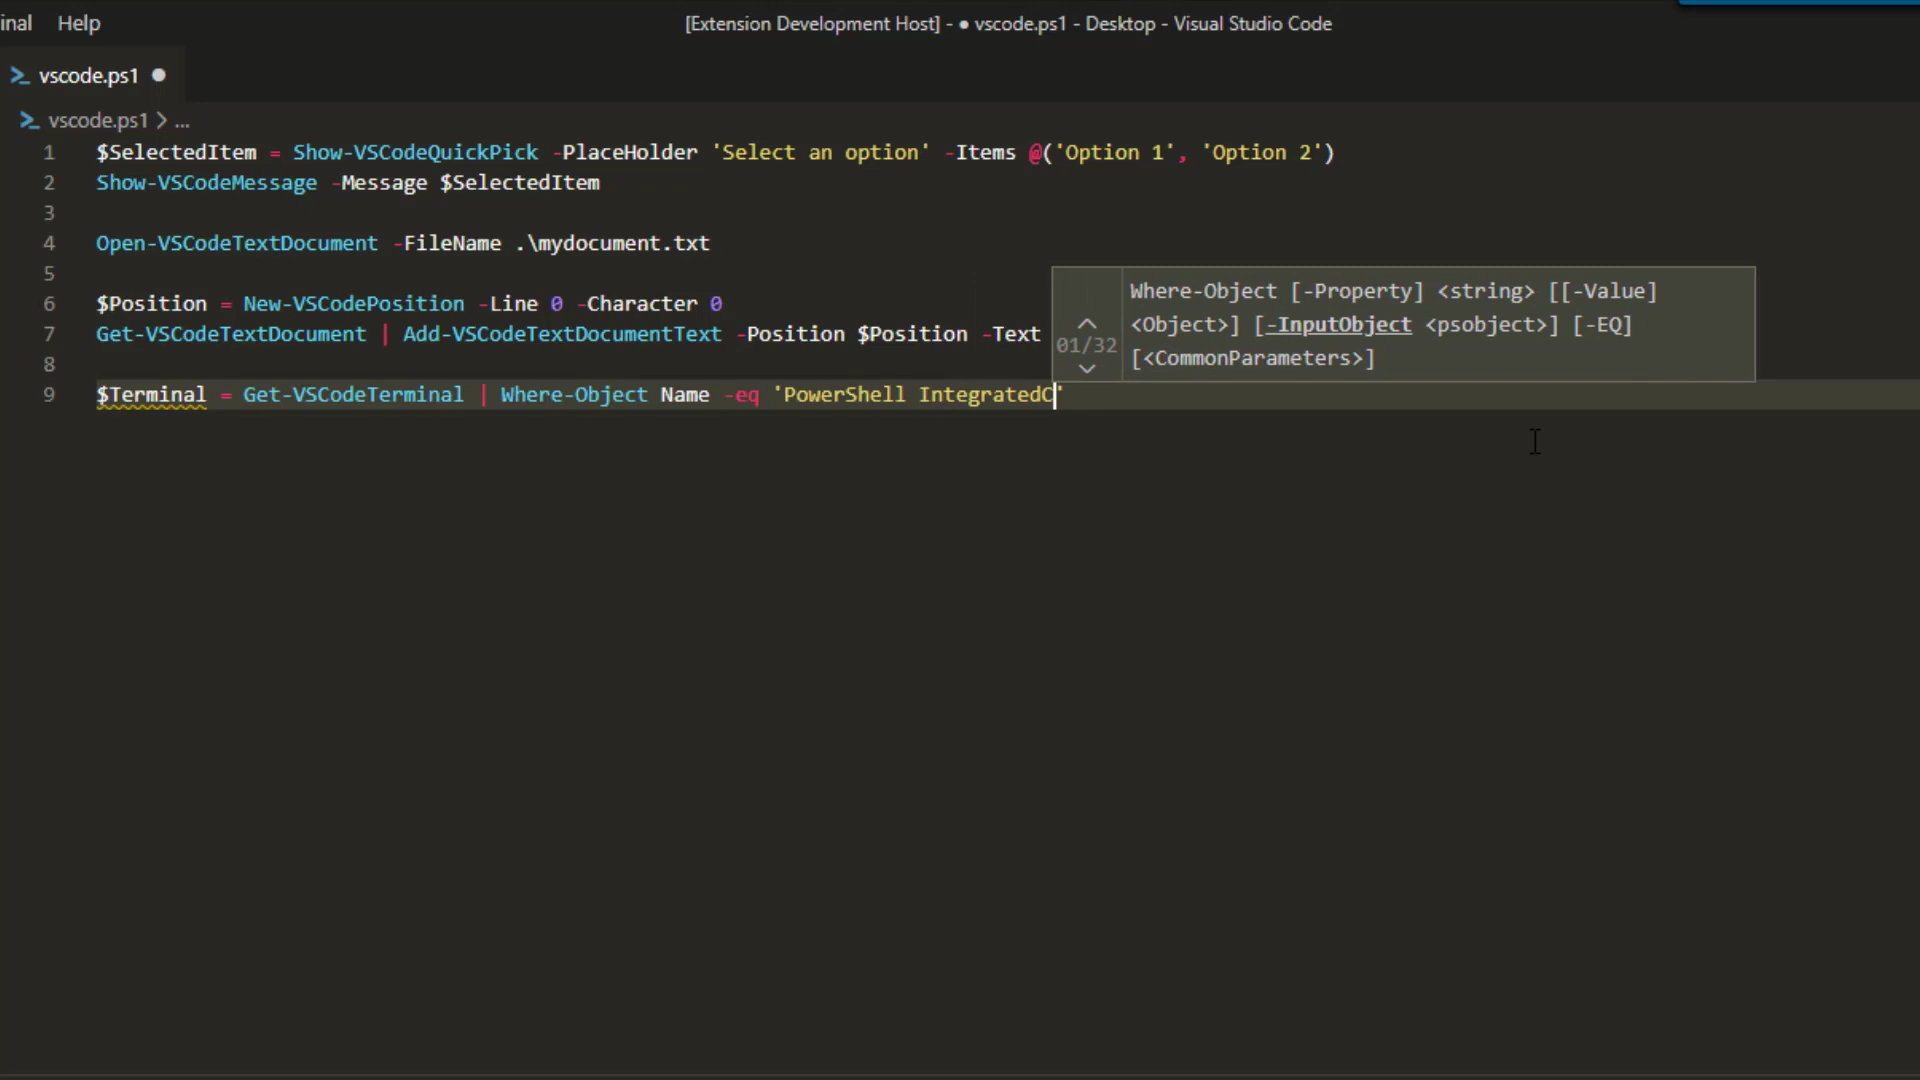 inal Help
[Extension Development Host] - ● vscode.ps1 - Desktop - Visual Studio Code
vscode.ps1 ●
vscode.ps1 > ...
1 $SelectedItem = Show-VSCodeQuickPick -PlaceHolder 'Select an option' -Items @('Option 1', 'Option 2')
2 Show-VSCodeMessage -Message $SelectedItem
3
4 Open-VSCodeTextDocument -FileName .\mydocument.txt
5
6 $Position = New-VSCodePosition -Line 0 -Character 0
7 Get-VSCodeTextDocument | Add-VSCodeTextDocumentText -Position $Position -Text
8
9 $Terminal = Get-VSCodeTerminal | Where-Object Name -eq 'PowerShell IntegratedC'
01/32
Where-Object [-Property] <string> [[-Value]
<Object>] [-InputObject <psobject>] [-EQ]
[<CommonParameters>]